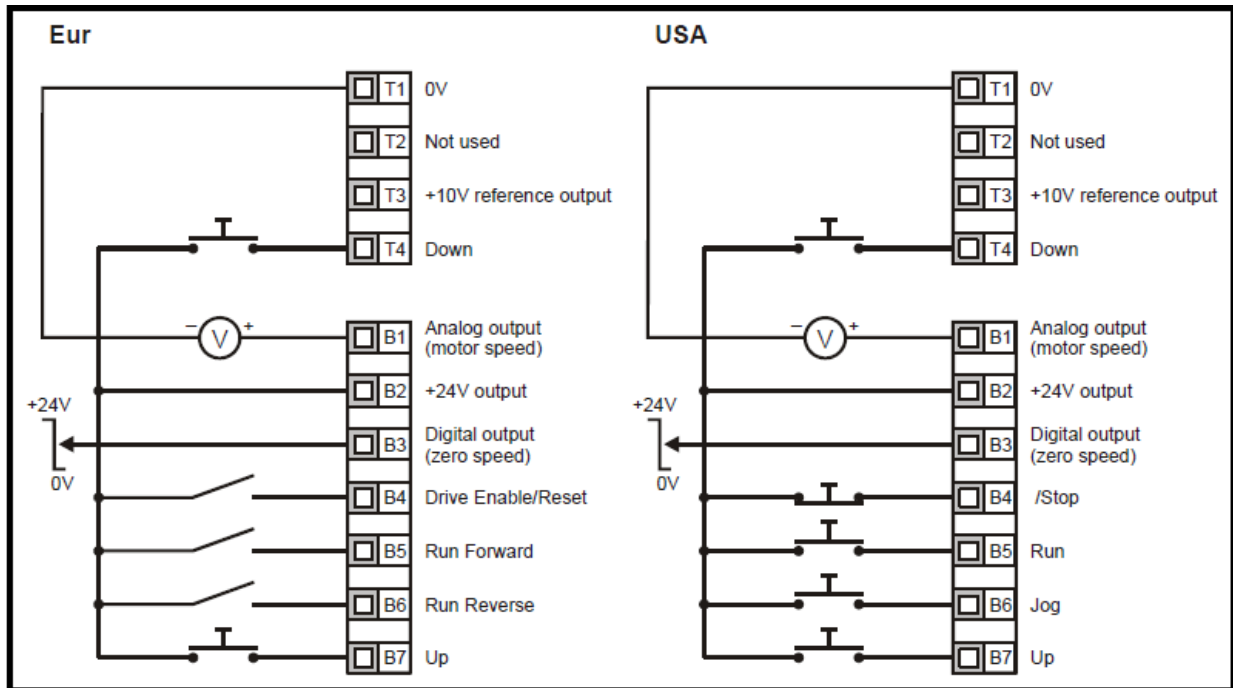 Eur
T1 0V
T2 Not used
T3 +10V reference output
T4 Down
– V + B1 Analog output
(motor speed)
B2 +24V output
+24V
B3 Digital output
(zero speed)
0V
B4 Drive Enable/Reset
B5 Run Forward
B6 Run Reverse
B7 Up
USA
T1 0V
T2 Not used
T3 +10V reference output
T4 Down
– V + B1 Analog output
(motor speed)
B2 +24V output
+24V
B3 Digital output
(zero speed)
0V
B4 /Stop
B5 Run
B6 Jog
B7 Up